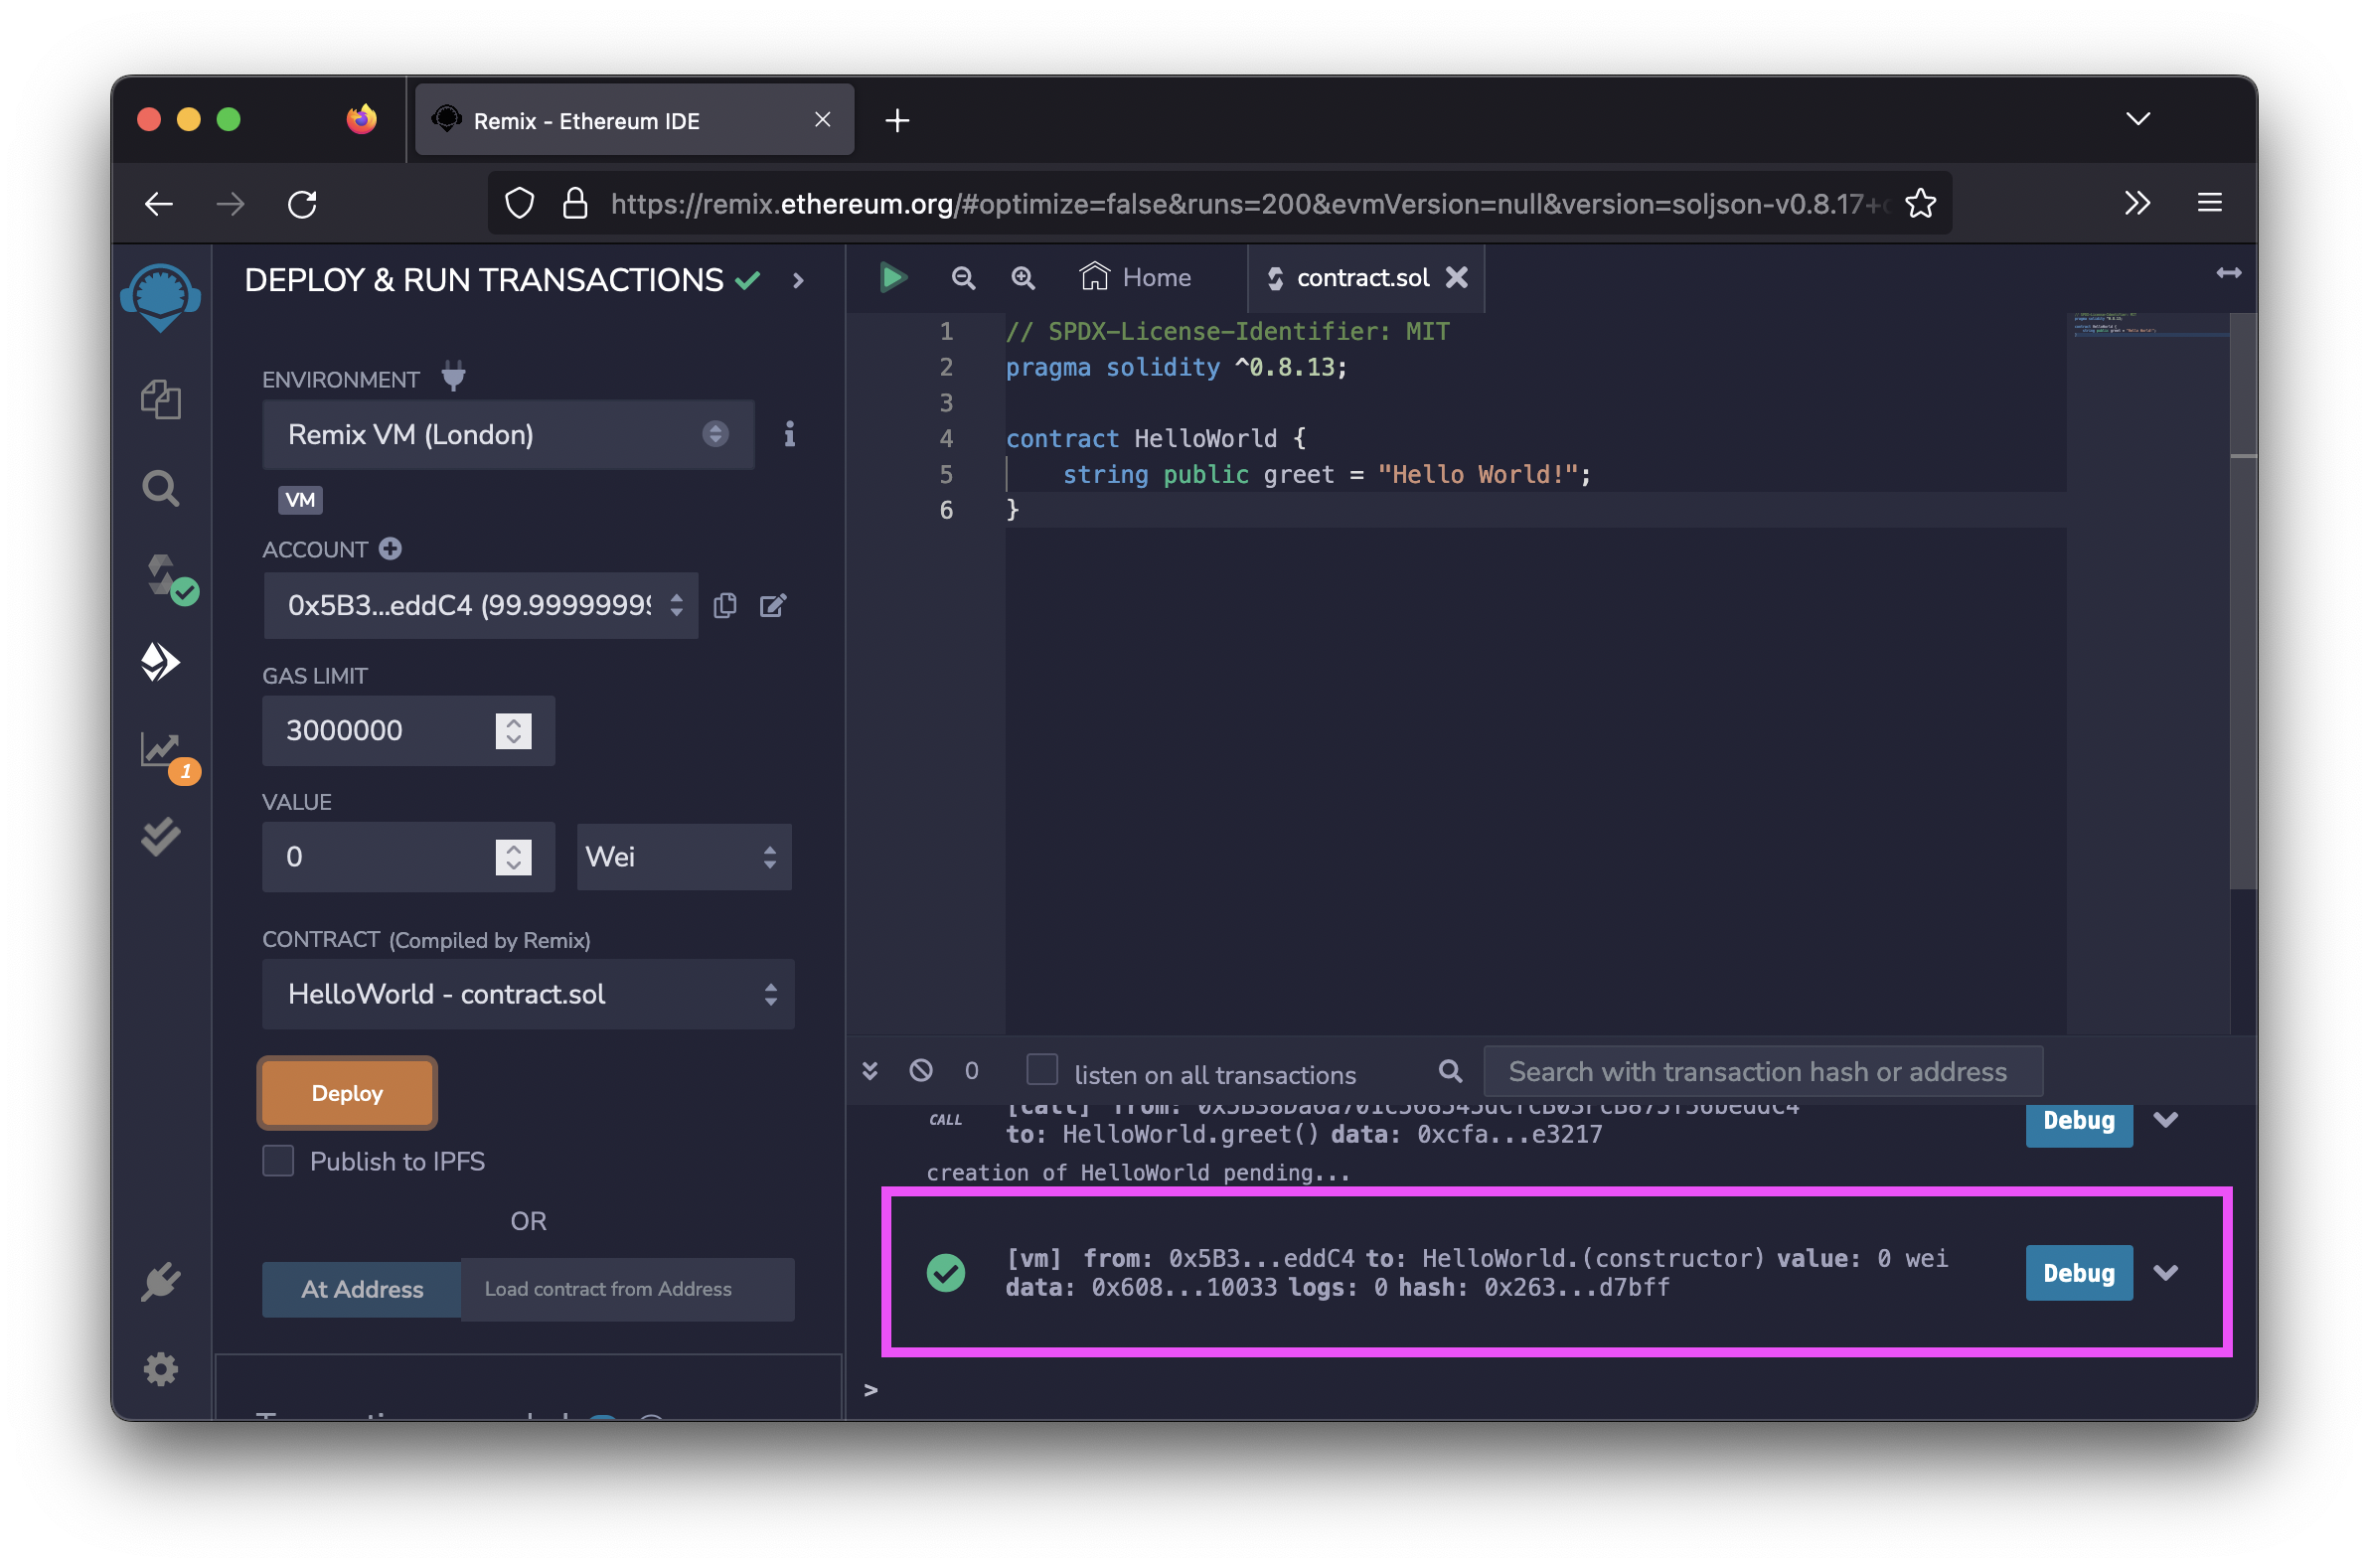 Remix - Ethereum IDE
https://remix.ethereum.org/#optimize=false&runs=200&evmVersion=null&version=soljson-v0.8.17+c
DEPLOY & RUN TRANSACTIONS
ENVIRONMENT
Remix VM (London)
VM
ACCOUNT
0x5B3...eddC4 (99.99999999
GAS LIMIT
3000000
VALUE
0
Wei
CONTRACT (Compiled by Remix)
HelloWorld - contract.sol
Deploy
Publish to IPFS
OR
At Address
Load contract from Address
1
Home
contract.sol
1 // SPDX-License-Identifier: MIT
2 pragma solidity ^0.8.13;
3
4 contract HelloWorld {
5 string public greet = "Hello World!";
6 }
0
listen on all transactions
Search with transaction hash or address
CALL
[call] from: 0x5B38Da6a701c568545dCfcB03FcB875f56beddC4
to: HelloWorld.greet() data: 0xcfa...e3217
Debug
creation of HelloWorld pending...
[vm] from: 0x5B3...eddC4 to: HelloWorld.(constructor) value: 0 wei
data: 0x608...10033 logs: 0 hash: 0x263...d7bff
Debug
>